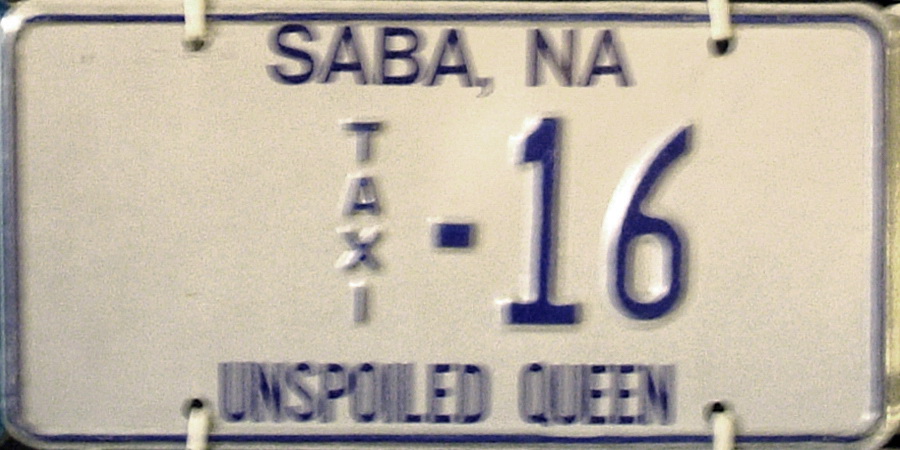 SABA, NA
TAXI -16
UNSPOILED QUEEN